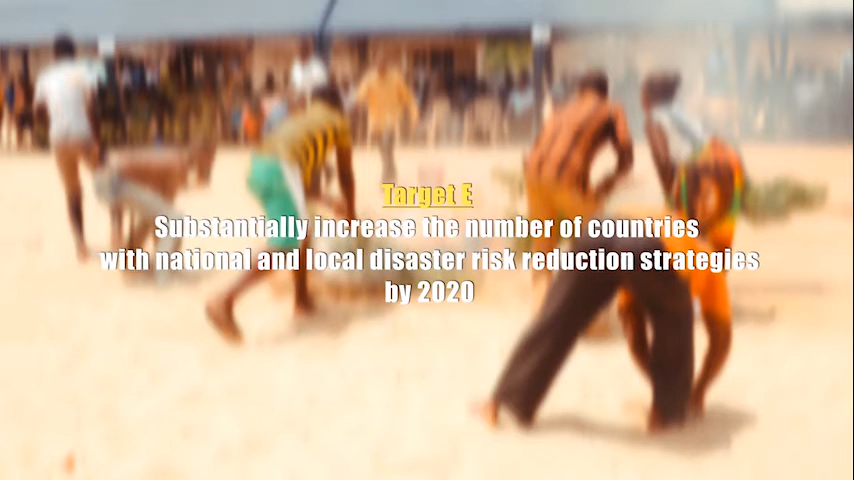 Target E
Substantially increase the number of countries
with national and local disaster risk reduction strategies
by 2020